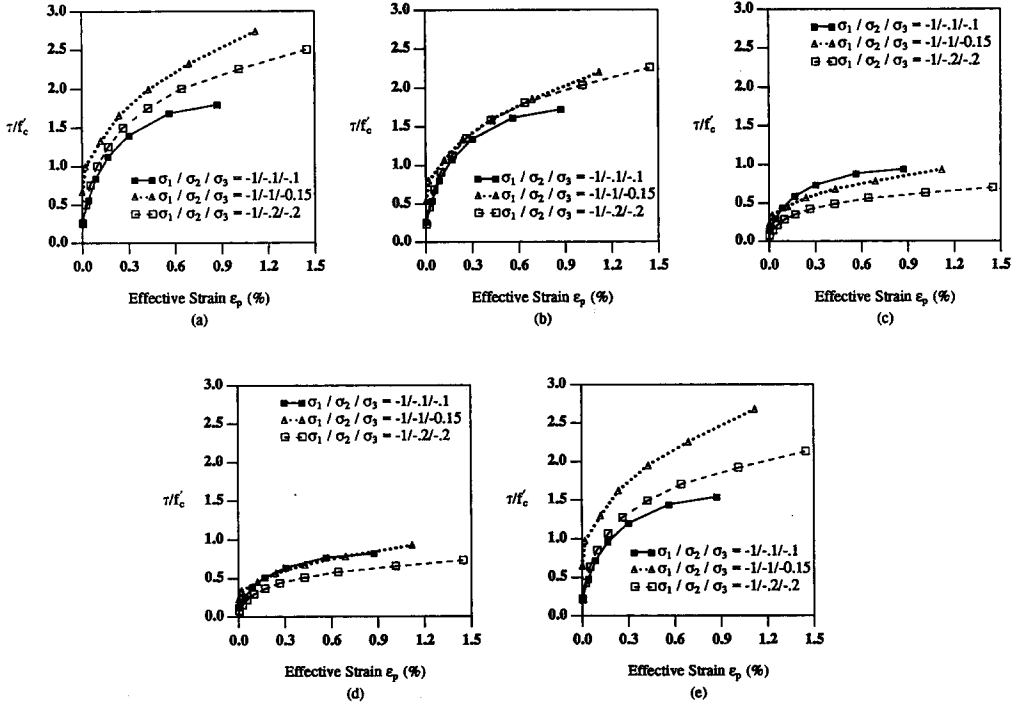 3.0
2.5
2.0
τ/f'c
1.5
1.0
0.5
0.0
σ1 / σ2 / σ3 = -1/-.1/-.1
σ1 / σ2 / σ3 = -1/-1/-0.15
σ1 / σ2 / σ3 = -1/-.2/-.2
0.0 0.3 0.6 0.9 1.2 1.5
Effective Strain εp (%)
(a)
3.0
2.5
2.0
τ/f'c
1.5
1.0
0.5
0.0
σ1 / σ2 / σ3 = -1/-.1/-.1
σ1 / σ2 / σ3 = -1/-1/-0.15
σ1 / σ2 / σ3 = -1/-.2/-.2
0.0 0.3 0.6 0.9 1.2 1.5
Effective Strain εp (%)
(b)
3.0
σ1 / σ2 / σ3 = -1/-.1/-.1
σ1 / σ2 / σ3 = -1/-1/-0.15
σ1 / σ2 / σ3 = -1/-.2/-.2
2.5
2.0
τ/f'c
1.5
1.0
0.5
0.0
0.0 0.3 0.6 0.9 1.2 1.5
Effective Strain εp (%)
(c)
3.0
σ1 / σ2 / σ3 = -1/-.1/-.1
σ1 / σ2 / σ3 = -1/-1/-0.15
σ1 / σ2 / σ3 = -1/-.2/-.2
2.5
2.0
τ/f'c
1.5
1.0
0.5
0.0
0.0 0.3 0.6 0.9 1.2 1.5
Effective Strain εp (%)
(d)
3.0
2.5
2.0
τ/f'c
1.5
1.0
0.5
0.0
σ1 / σ2 / σ3 = -1/-.1/-.1
σ1 / σ2 / σ3 = -1/-1/-0.15
σ1 / σ2 / σ3 = -1/-.2/-.2
0.0 0.3 0.6 0.9 1.2 1.5
Effective Strain εp (%)
(e)